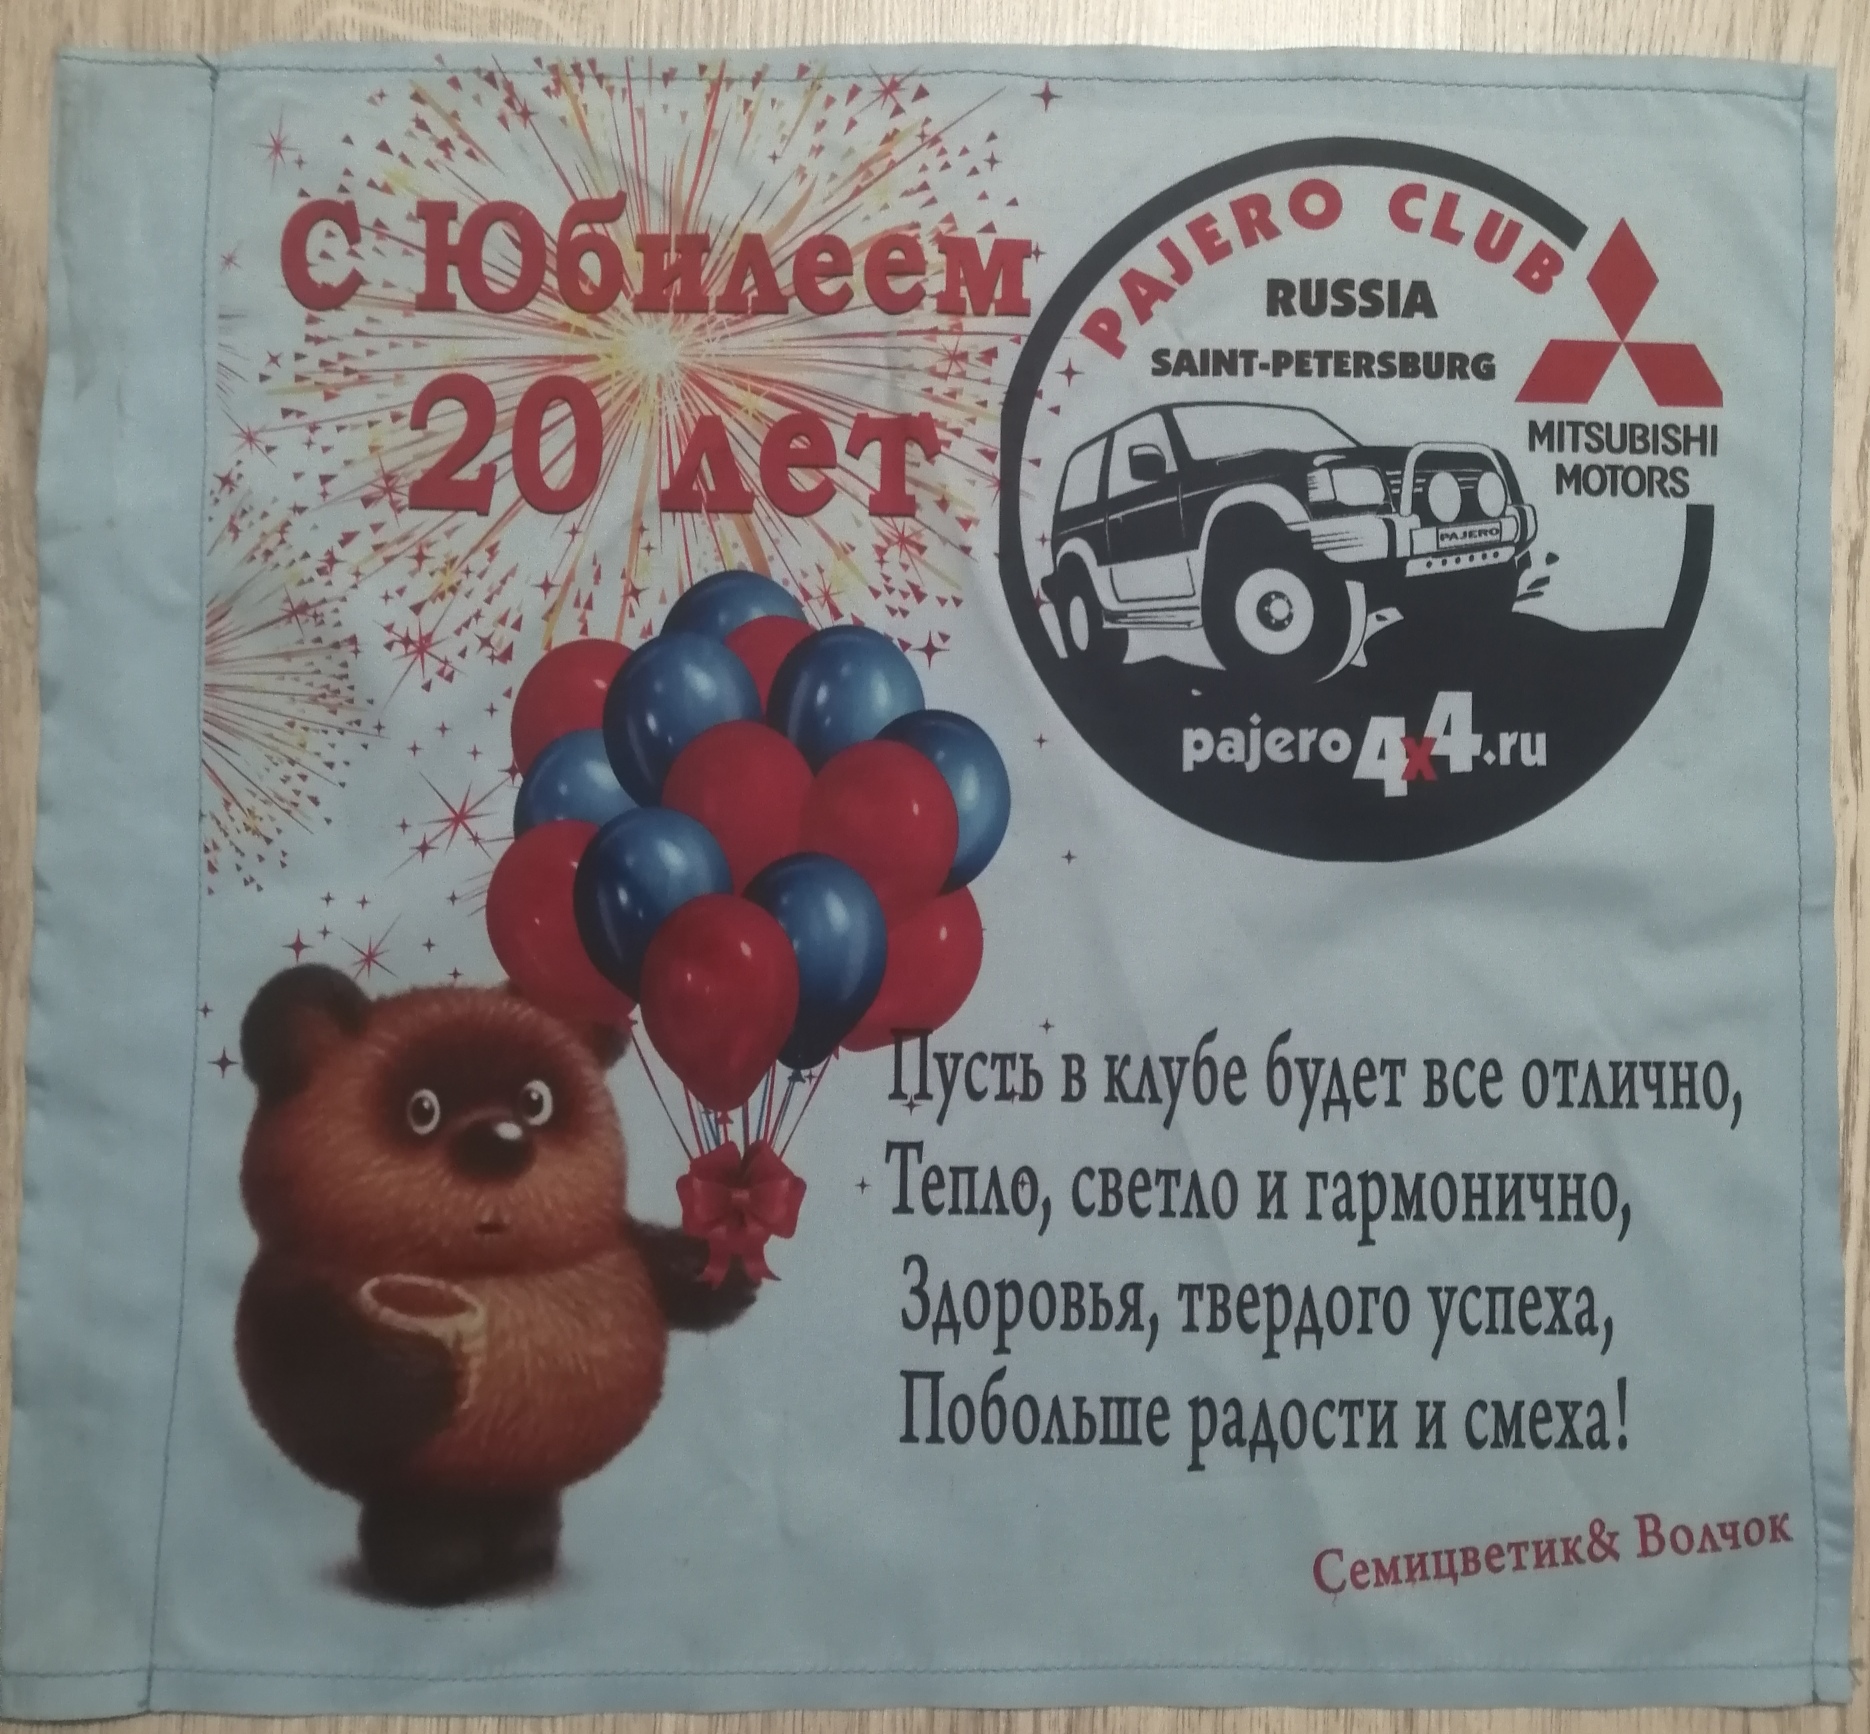 С Юбилеем
20 лет
PAJERO CLUB
RUSSIA
SAINT-PETERSBURG
MITSUBISHI
MOTORS
PAJERO
pajero4x4.ru
Пусть в клубе будет все отлично,
Тепло, светло и гармонично,
Здоровья, твердого успеха,
Побольше радости и смеха!
Семицветик& Волчок